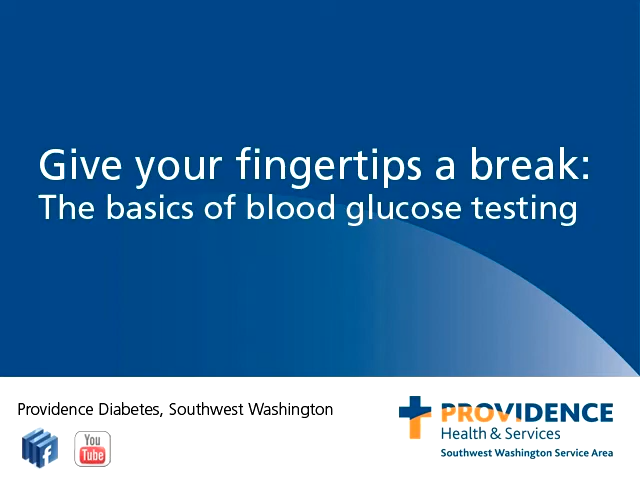 Give your fingertips a break:
The basics of blood glucose testing
Providence Diabetes, Southwest Washington
f
You
Tube
PROVIDENCE
Health & Services
Southwest Washington Service Area